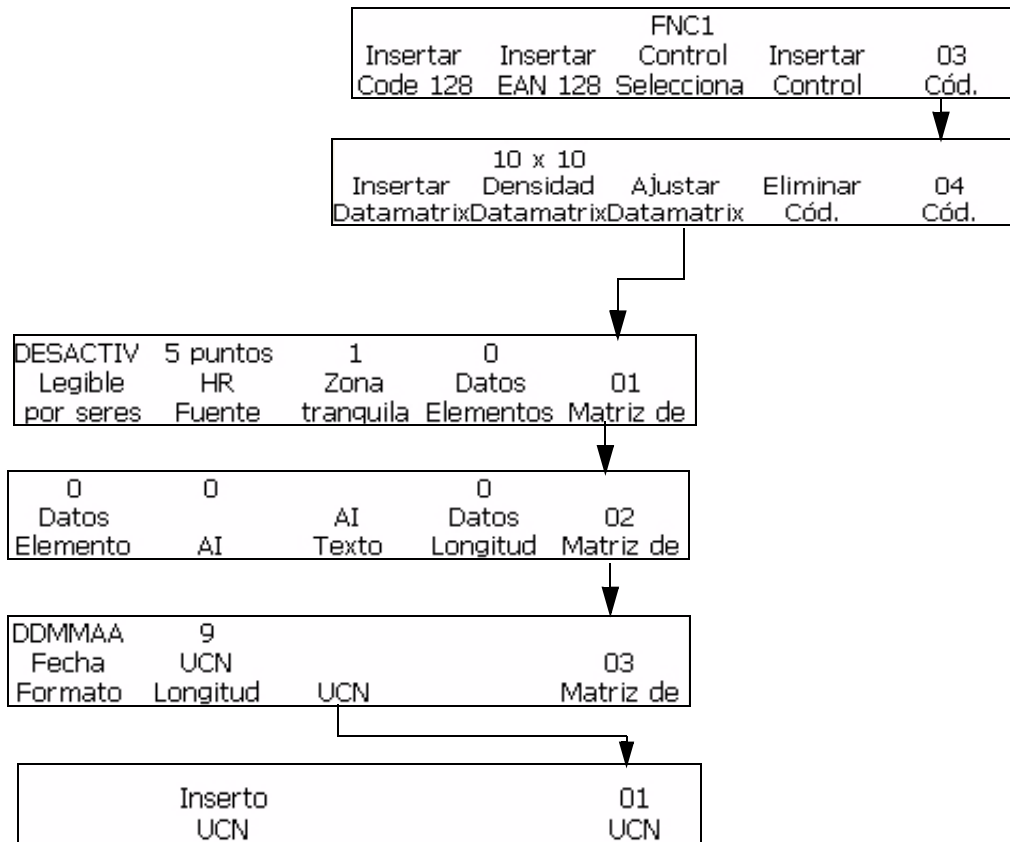 FNC1
Insertar Insertar Control Insertar 03
Code 128 EAN 128 Selecciona Control Cód.
10 x 10
Insertar Densidad Ajustar Eliminar 04
Datamatrix Datamatrix Datamatrix Cód. Cód.
DESACTIV 5 puntos 1 0
Legible HR Zona Datos 01
por seres Fuente tranquila Elementos Matriz de
0 0 0
Datos AI Datos 02
Elemento AI Texto Longitud Matriz de
DDMMAA 9
Fecha UCN 03
Formato Longitud UCN Matriz de
Inserto 01
UCN UCN